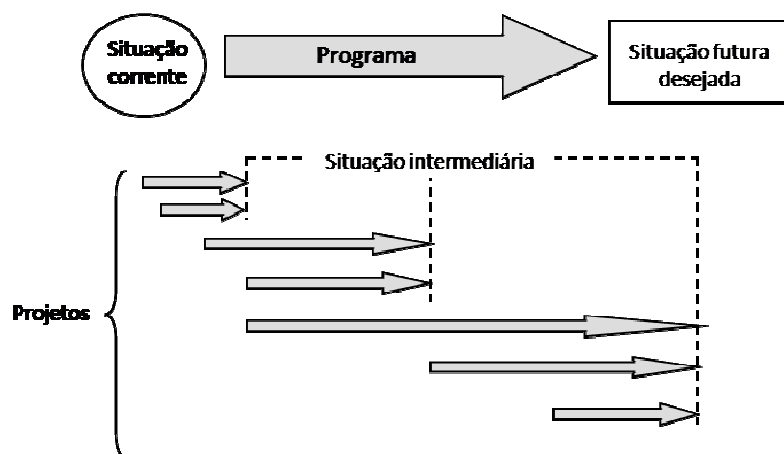 Situação
corrente
Programa
Situação futura
desejada
Situação intermediária
Projetos